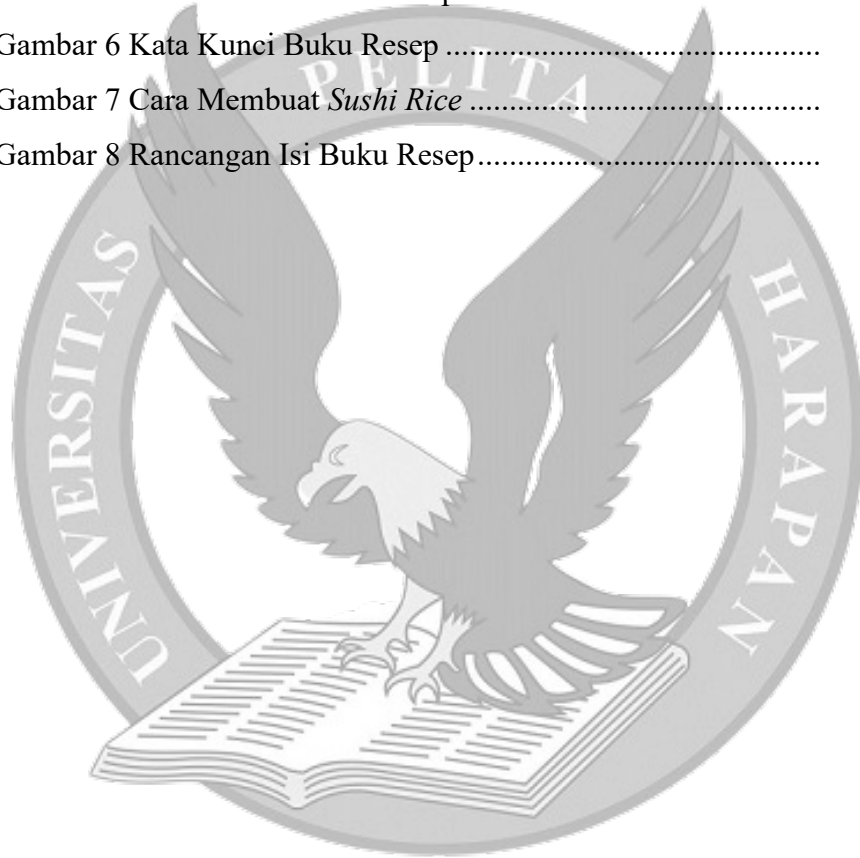 Gambar 6 Kata Kunci Buku Resep ...............................................
Gambar 7 Cara Membuat Sushi Rice ............................................
Gambar 8 Rancangan Isi Buku Resep ...........................................
UNIVERSITAS PELITA HARAPAN